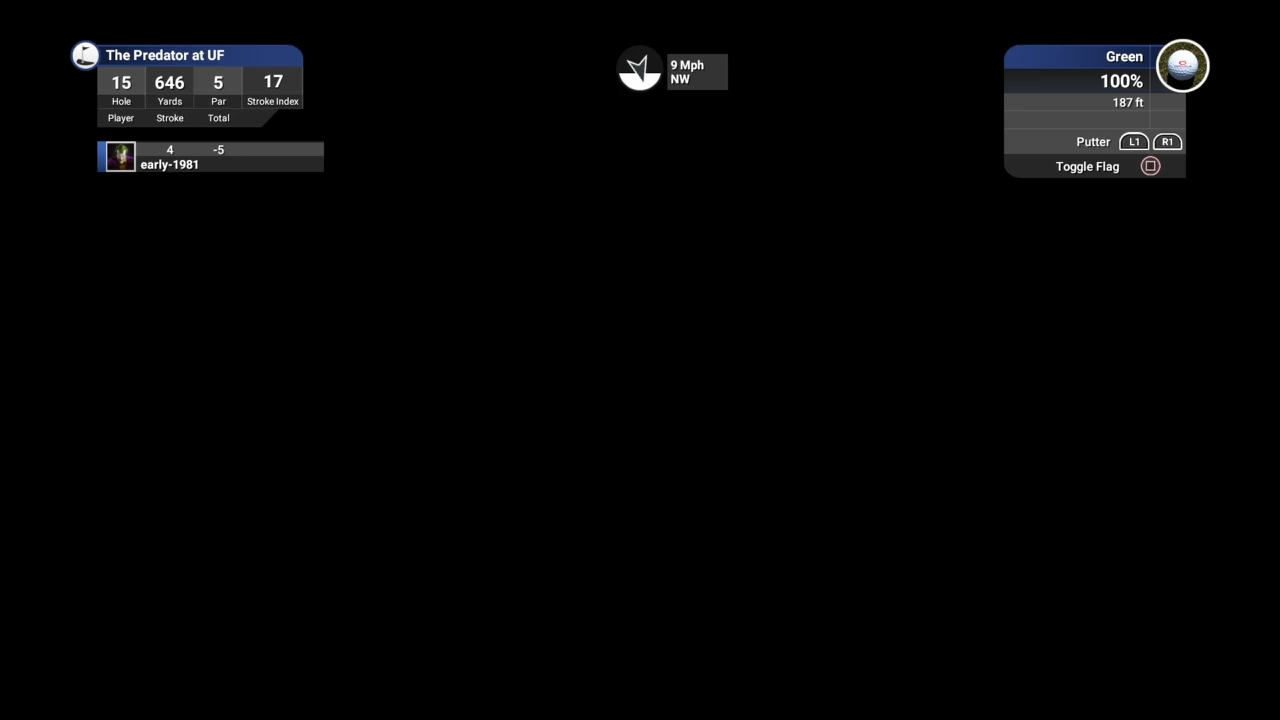 The Predator at UF
15 646 5 17
Hole Yards Par Stroke Index
Player Stroke Total
4 -5
early-1981
9 Mph
NW
Green
100%
187 ft
Putter L1 R1
Toggle Flag